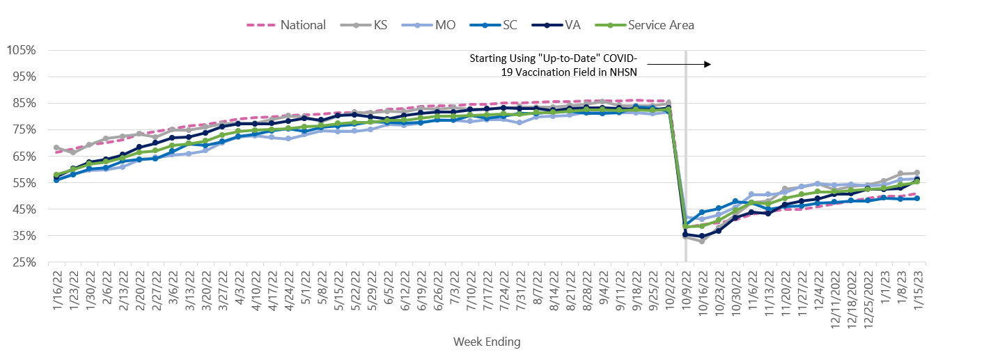 National KS MO SC VA Service Area
105%
Starting Using "Up-to-Date" COVID-
19 Vaccination Field in NHSN
95%
85%
75%
65%
55%
45%
35%
25%
1/16/22 1/23/22 1/30/22 2/6/22 2/13/22 2/20/22 2/27/22 3/6/22 3/13/22 3/20/22 3/27/22 4/3/22 4/10/22 4/17/22 4/24/22 5/1/22 5/8/22 5/15/22 5/22/22 5/29/22 6/5/22 6/12/22 6/19/22 6/26/22 7/3/22 7/10/22 7/17/22 7/24/22 7/31/22 8/7/22 8/14/22 8/21/22 8/28/22 9/4/22 9/11/22 9/18/22 9/25/22 10/2/22 10/9/22 10/16/22 10/23/22 10/30/22 11/6/22 11/13/22 11/20/22 11/27/22 12/4/22 12/11/2022 12/18/2022 12/25/2022 1/1/23 1/8/23 1/15/23
Week Ending